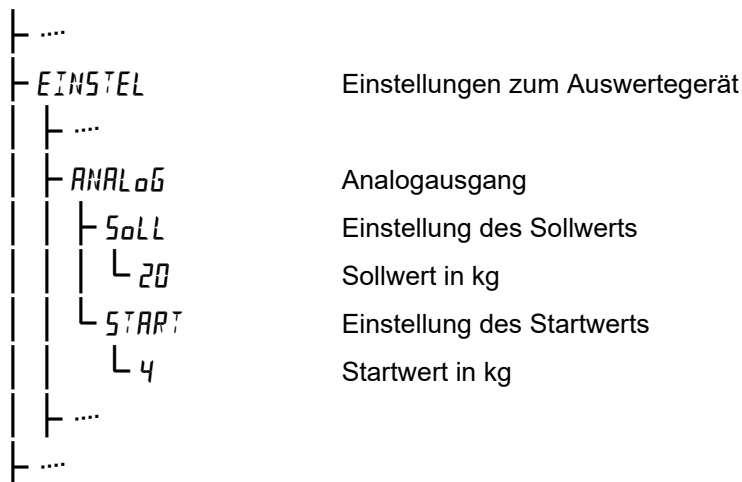 ....
EINSTEL Einstellungen zum Auswertegerät
....
ANALoG Analogausgang
SoLL Einstellung des Sollwerts
20 Sollwert in kg
START Einstellung des Startwerts
4 Startwert in kg
....
....